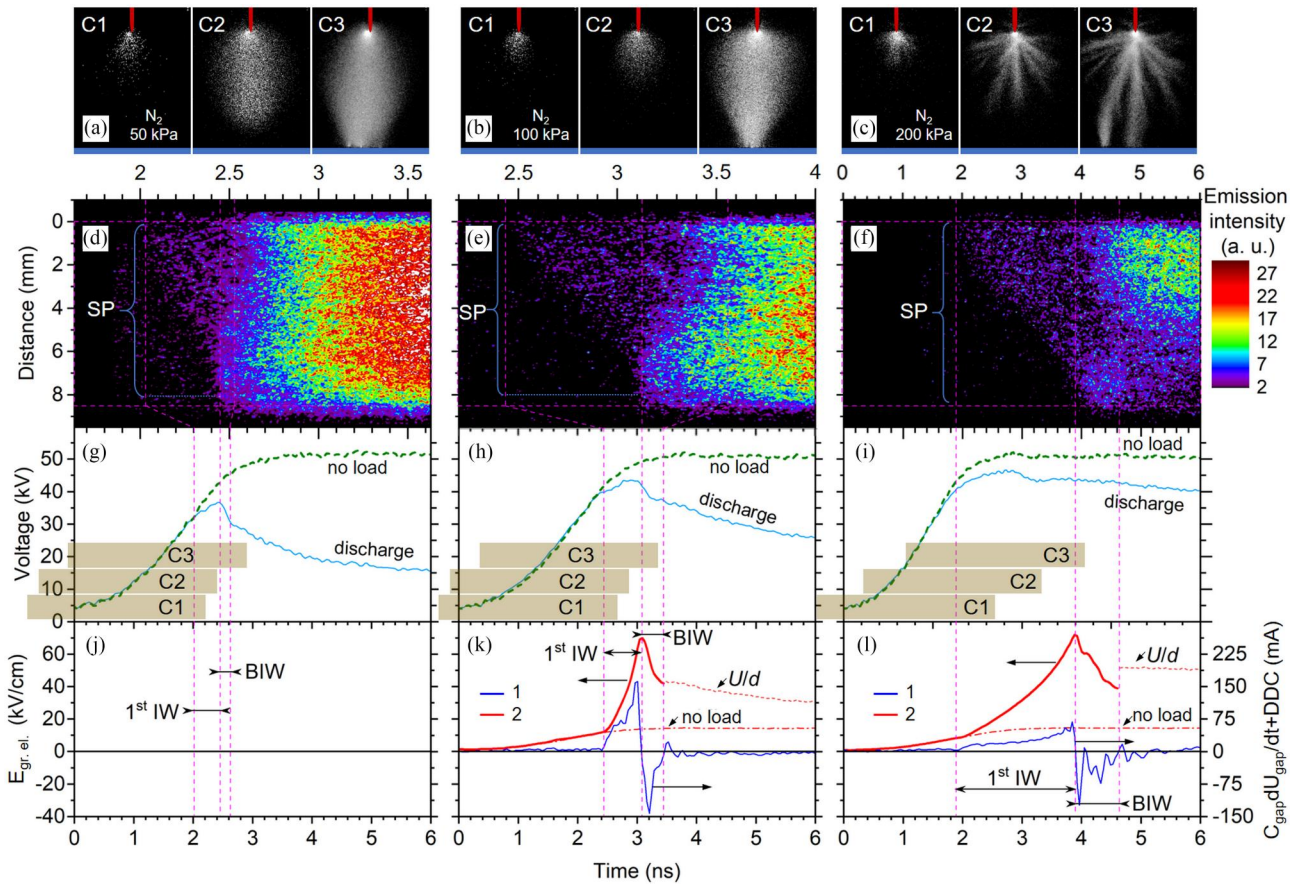 C1 C2 C3 C1 C2 C3 C1 C2 C3
(a) N2 50 kPa (b) N2 100 kPa (c) N2 200 kPa
2 2.5 3 3.5 2.5 3 3.5 4 0 1 2 3 4 5 6
Emission intensity (a. u.)
27
22
17
12
7
2
Distance (mm)
0
2
4
6
8
(d) SP
(e) SP
(f) SP
Voltage (kV)
50
40
30
20
10
0
(g) no load
discharge
C3
C2
C1
(h) no load
discharge
C3
C2
C1
(i) no load
discharge
C3
C2
C1
E gr. el. (kV/cm)
60
40
20
0
-20
-40
(j) BIW
1st IW
(k) BIW
1st IW
U/d
1
2
no load
(l) U/d
1
2
no load
1st IW
BIW
225
150
75
0
-75
-150
CgapdUgap/dt+DDC (mA)
0 1 2 3 4 5 6 0 1 2 3 4 5 6 0 1 2 3 4 5 6
Time (ns)